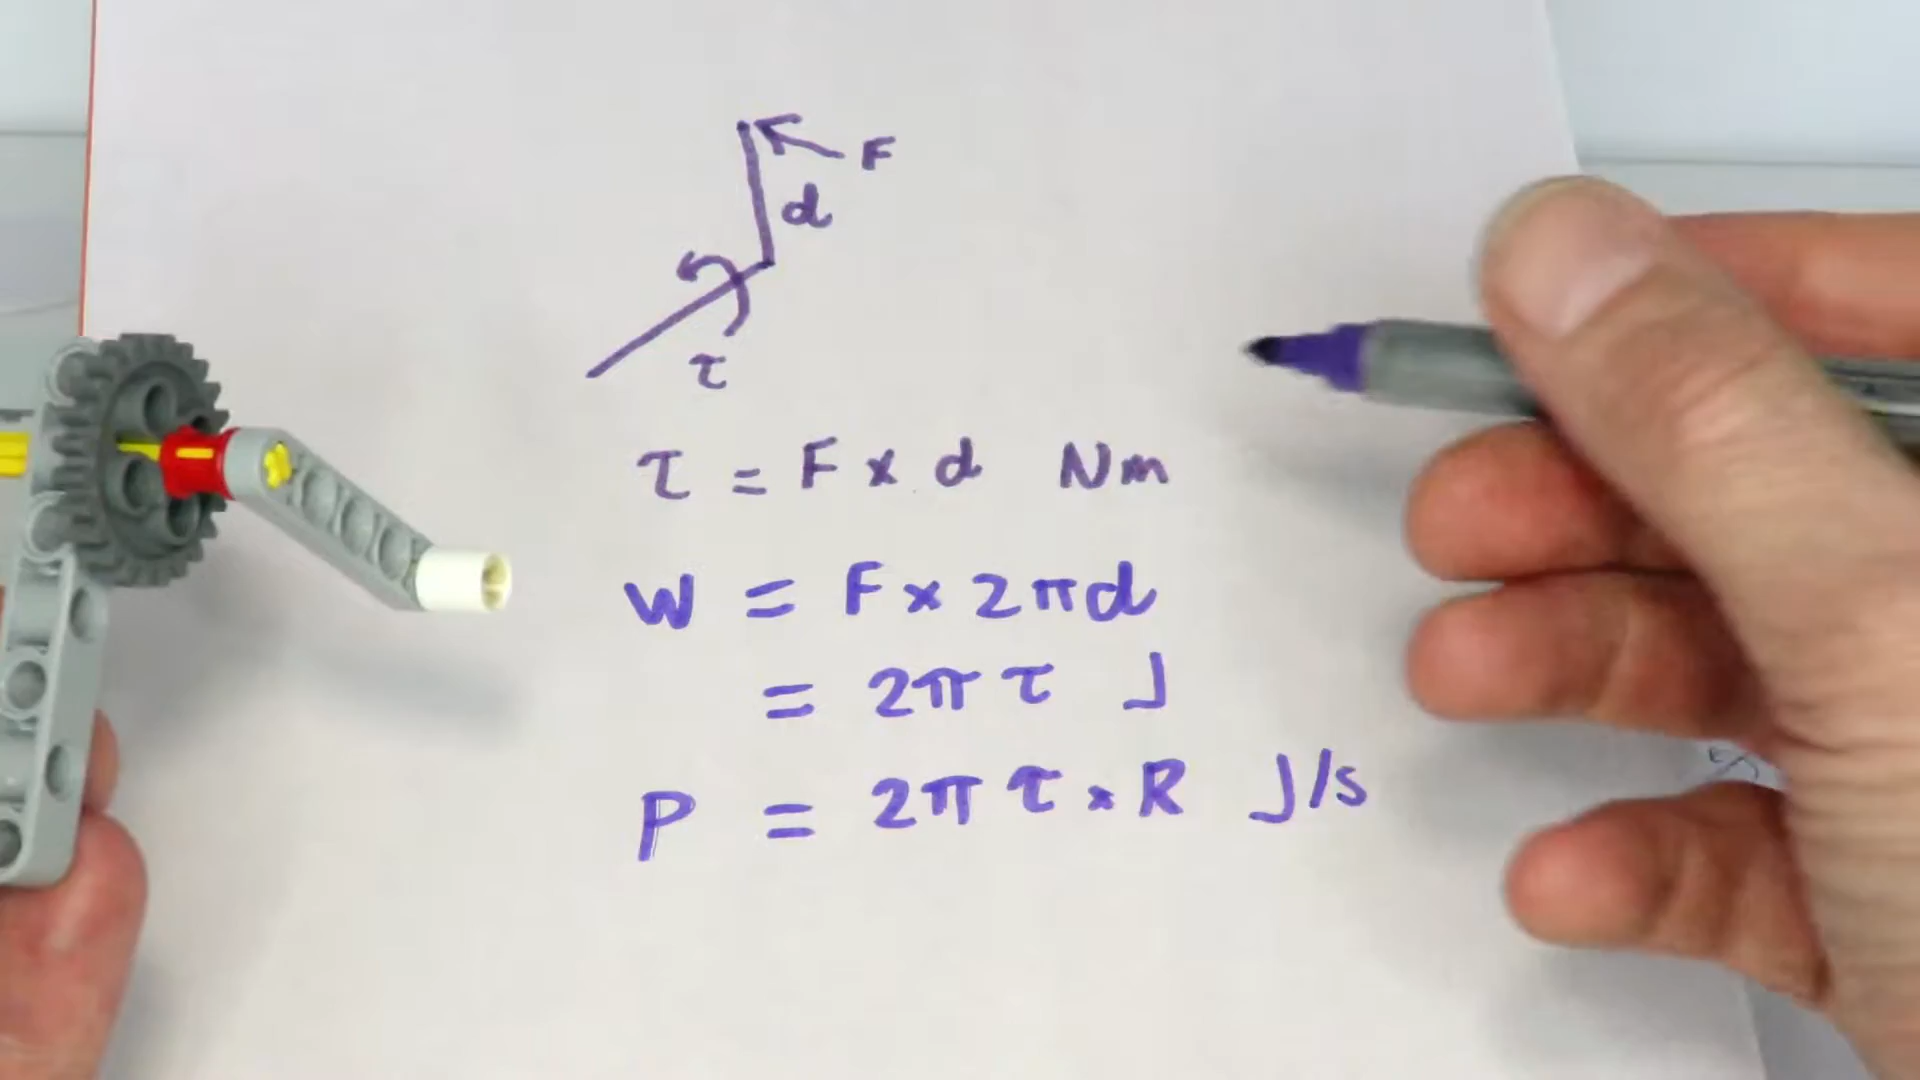 F
d
τ
τ = F x d Nm
W = F x 2πd
= 2π τ J
P = 2π τ x R J/s